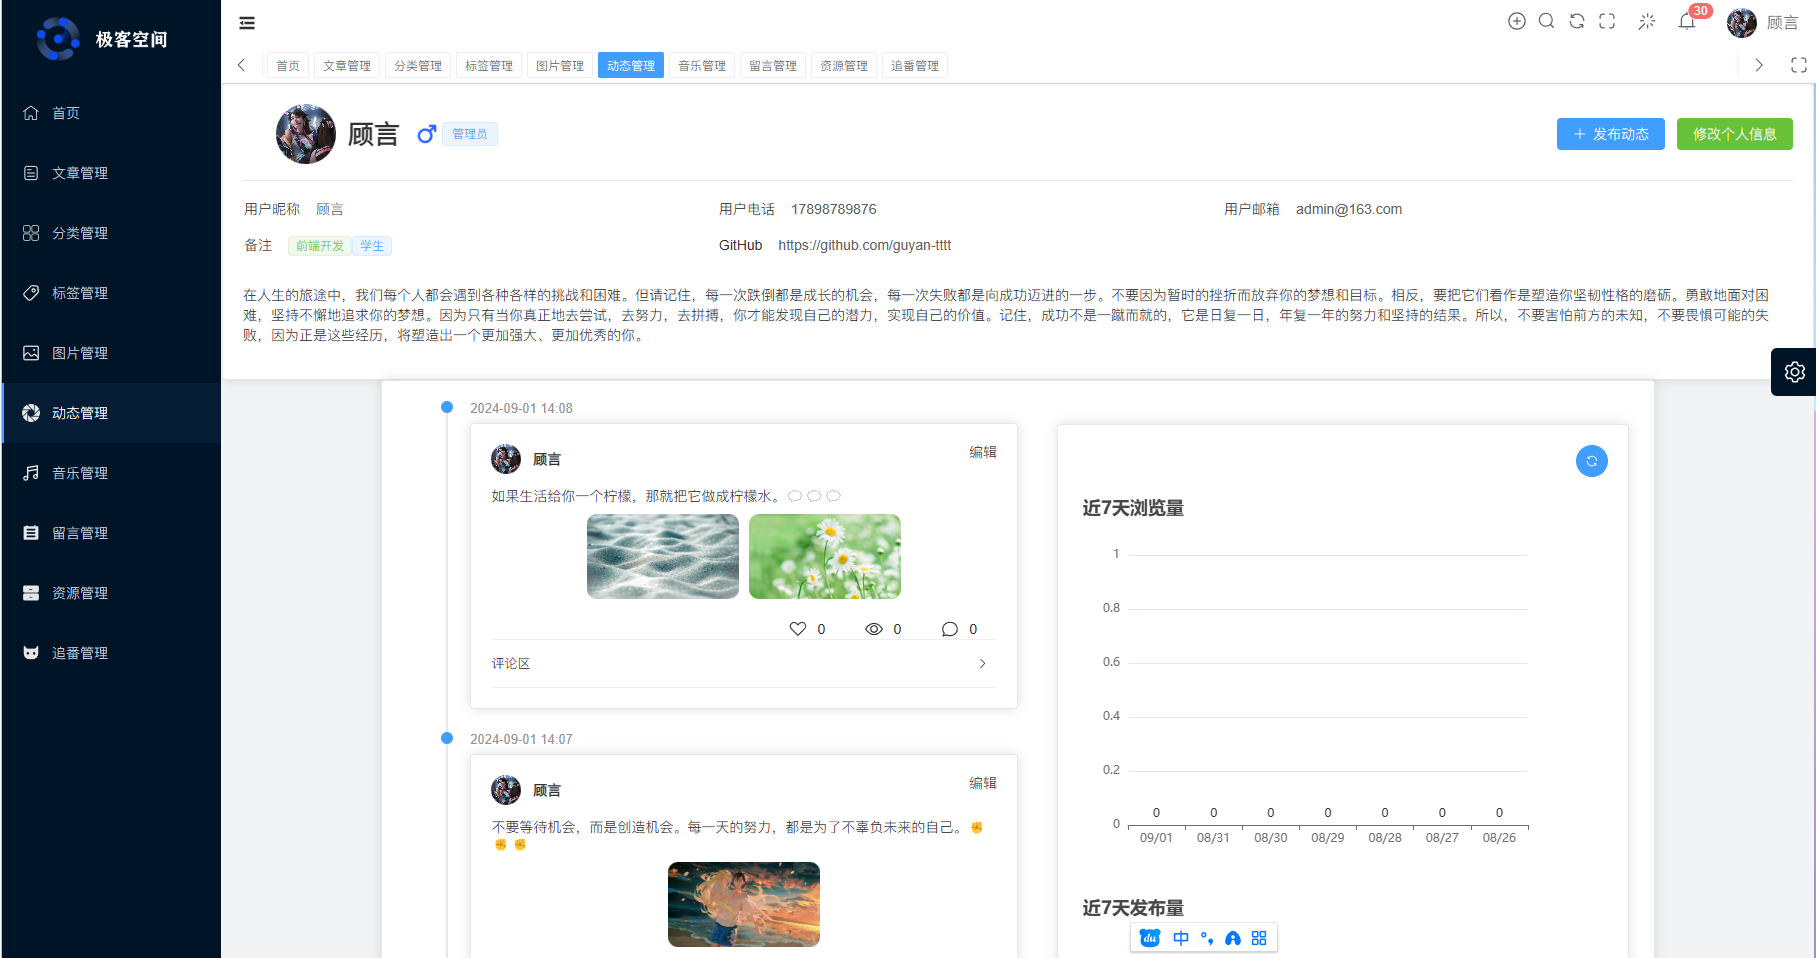 极客空间
首页
文章管理
分类管理
标签管理
图片管理
动态管理
音乐管理
留言管理
资源管理
追番管理
30
顾言
首页 文章管理 分类管理 标签管理 图片管理 动态管理 音乐管理 留言管理 资源管理 追番管理
顾言 管理员
+ 发布动态 修改个人信息
用户昵称 顾言 用户电话 17898789876 用户邮箱 admin@163.com
备注 前端开发 学生 GitHub https://github.com/guyan-tttt
在人生的旅途中，我们每个人都会遇到各种各样的挑战和困难。但请记住，每一次跌倒都是成长的机会，每一次失败都是向成功迈进的一步。不要因为暂时的挫折而放弃你的梦想和目标。相反，要把它们看作是塑造你坚韧性格的磨砺。勇敢地面对困
难，坚持不懈地追求你的梦想。因为只有当你真正地去尝试，去努力，去拼搏，你才能发现自己的潜力，实现自己的价值。记住，成功不是一蹴而就的，它是日复一日，年复一年的努力和坚持的结果。所以，不要害怕前方的未知，不要畏惧可能的失
败，因为正是这些经历，将塑造出一个更加强大、更加优秀的你。
2024-09-01 14:08
顾言
编辑
如果生活给你一个柠檬，那就把它做成柠檬水。💭💭💭
0 0 0
评论区
2024-09-01 14:07
顾言
编辑
不要等待机会，而是创造机会。每一天的努力，都是为了不辜负未来的自己。✊
✊✊
近7天浏览量
1
0.8
0.6
0.4
0.2
0
0 0 0 0 0 0 0
09/01 08/31 08/30 08/29 08/28 08/27 08/26
近7天发布量
du 中